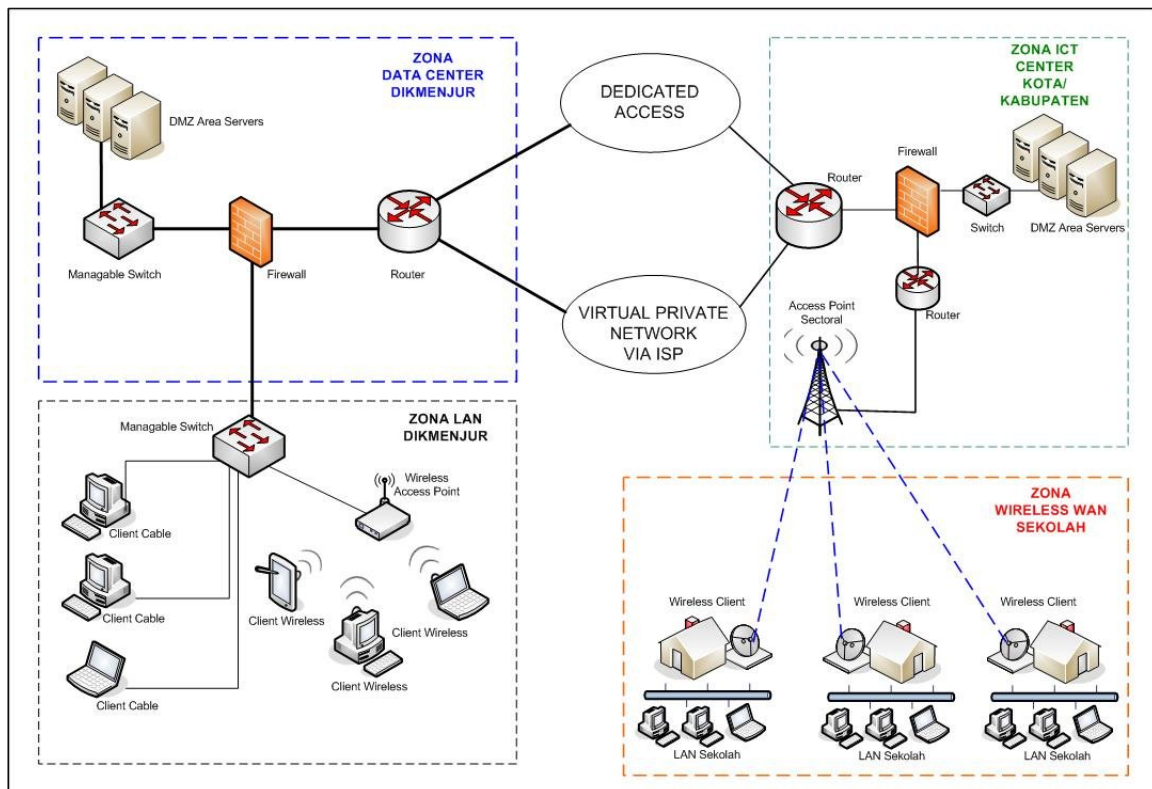 ZONA
DATA CENTER
DIKMENJUR
DMZ Area Servers
Managable Switch
Firewall
Router
DEDICATED
ACCESS
VIRTUAL PRIVATE
NETWORK
VIA ISP
ZONA ICT
CENTER
KOTA/
KABUPATEN
Router
Firewall
Switch
DMZ Area Servers
Router
Access Point
Sectoral
ZONA LAN
DIKMENJUR
Managable Switch
Wireless
Access Point
Client Cable
Client Cable
Client Cable
Client Wireless
Client Wireless
Client Wireless
ZONA
WIRELESS WAN
SEKOLAH
Wireless Client
Wireless Client
Wireless Client
LAN Sekolah
LAN Sekolah
LAN Sekolah